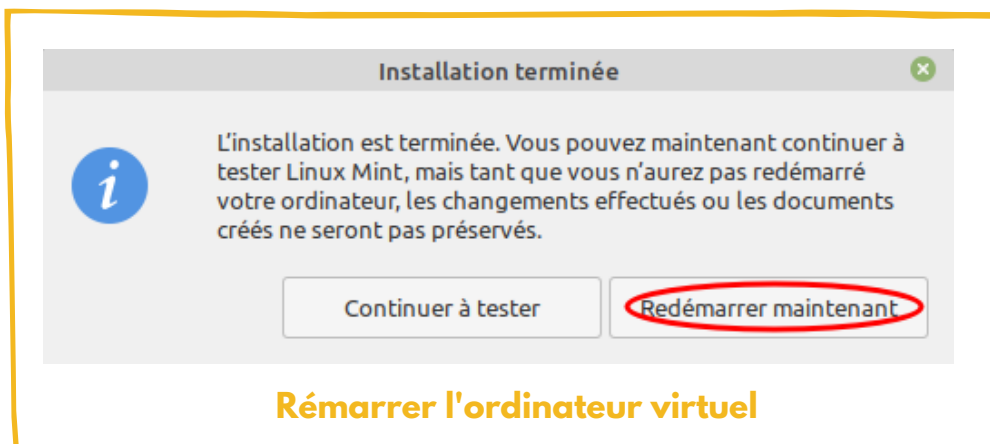 Installation terminée
L'installation est terminée. Vous pouvez maintenant continuer à
tester Linux Mint, mais tant que vous n'aurez pas redémarré
votre ordinateur, les changements effectués ou les documents
créés ne seront pas préservés.
Continuer à tester
Redémarrer maintenant
Rémarrer l'ordinateur virtuel